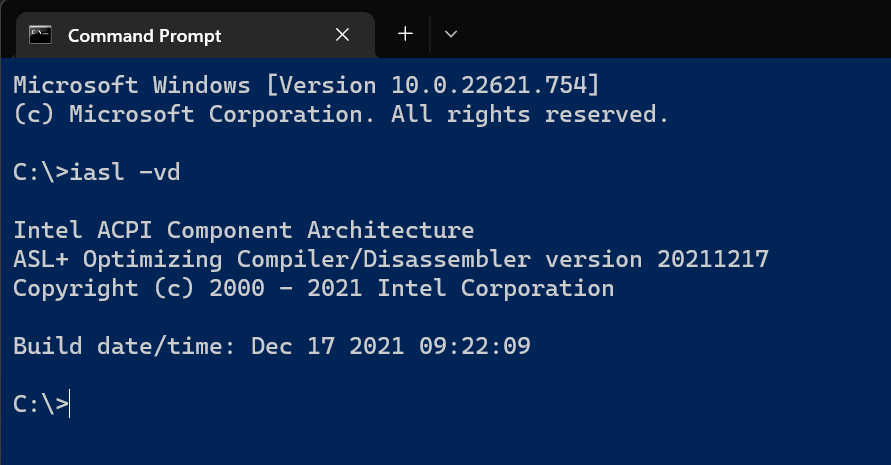 Command Prompt
Microsoft Windows [Version 10.0.22621.754]
(c) Microsoft Corporation. All rights reserved.
C:\>iasl -vd
Intel ACPI Component Architecture
ASL+ Optimizing Compiler/Disassembler version 20211217
Copyright (c) 2000 - 2021 Intel Corporation
Build date/time: Dec 17 2021 09:22:09
C:\>